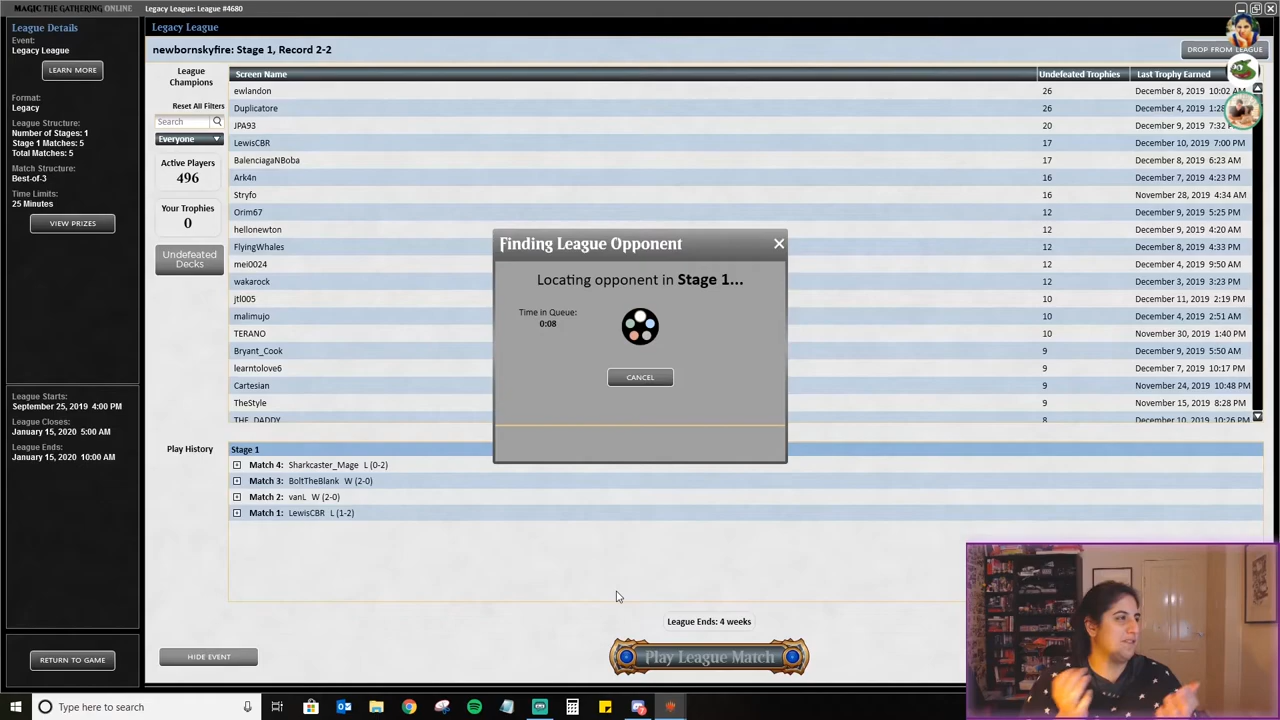 MAGIC THE GATHERING ONLINE
Legacy League: League #4680
League Details
Event:
Legacy League
LEARN MORE
Format:
Legacy
League Structure:
Number of Stages: 1
Stage 1 Matches: 5
Total Matches: 5
Match Structure:
Best-of-3
Time Limits:
25 Minutes
VIEW PRIZES
League Starts:
September 25, 2019 4:00 PM
League Closes:
January 15, 2020 5:00 AM
League Ends:
January 15, 2020 10:00 AM
RETURN TO GAME
Legacy League
newbornskyfire: Stage 1, Record 2-2
DROP FROM LEAGUE
League
Champions
Reset All Filters
Search
Everyone
Active Players
496
Your Trophies
0
Undefeated
Decks
Screen Name Undefeated Trophies Last Trophy Earned
ewlandon 26 December 8, 2019 10:02 AM
Duplicatore 26 December 4, 2019 1:28
JPA93 20 December 9, 2019 7:32
LewisCBR 17 December 10, 2019 7:00 PM
BalenciagaNBoba 17 December 8, 2019 6:23 AM
Ark4n 16 December 7, 2019 4:23 PM
Stryfo 16 November 28, 2019 4:34 AM
Orim67 12 December 9, 2019 5:25 PM
hellonewton 12 December 9, 2019 4:20 AM
FlyingWhales 12 December 8, 2019 4:33 PM
mei0024 12 December 4, 2019 9:50 AM
wakarock 12 December 3, 2019 3:23 PM
jtl005 10 December 11, 2019 2:19 PM
malimujo 10 December 4, 2019 2:51 AM
TERANO 10 November 30, 2019 1:40 PM
Bryant_Cook 9 December 9, 2019 5:50 AM
learntolove6 9 December 7, 2019 10:17 PM
Cartesian 9 November 24, 2019 10:48 PM
TheStyle 9 November 15, 2019 8:28 PM
THE_DADDY 8 December 10, 2019 10:26 PM
Finding League Opponent
Locating opponent in Stage 1...
Time in Queue:
0:08
CANCEL
Play History
Stage 1
Match 4: Sharkcaster_Mage L (0-2)
Match 3: BoltTheBlank W (2-0)
Match 2: vanL W (2-0)
Match 1: LewisCBR L (1-2)
League Ends: 4 weeks
HIDE EVENT
Play League Match
Type here to search